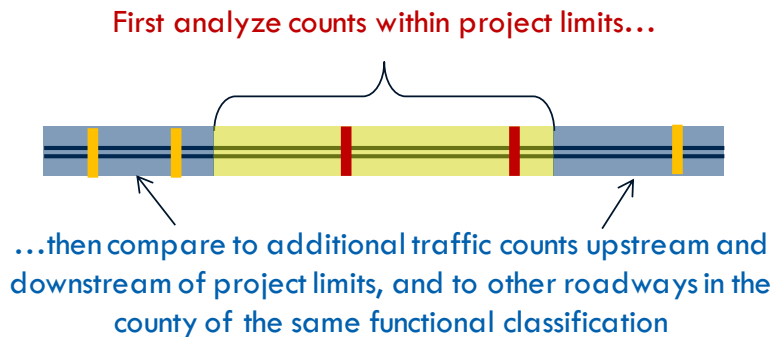 First analyze counts within project limits…
…then compare to additional traffic counts upstream and
downstream of project limits, and to other roadways in the
county of the same functional classification